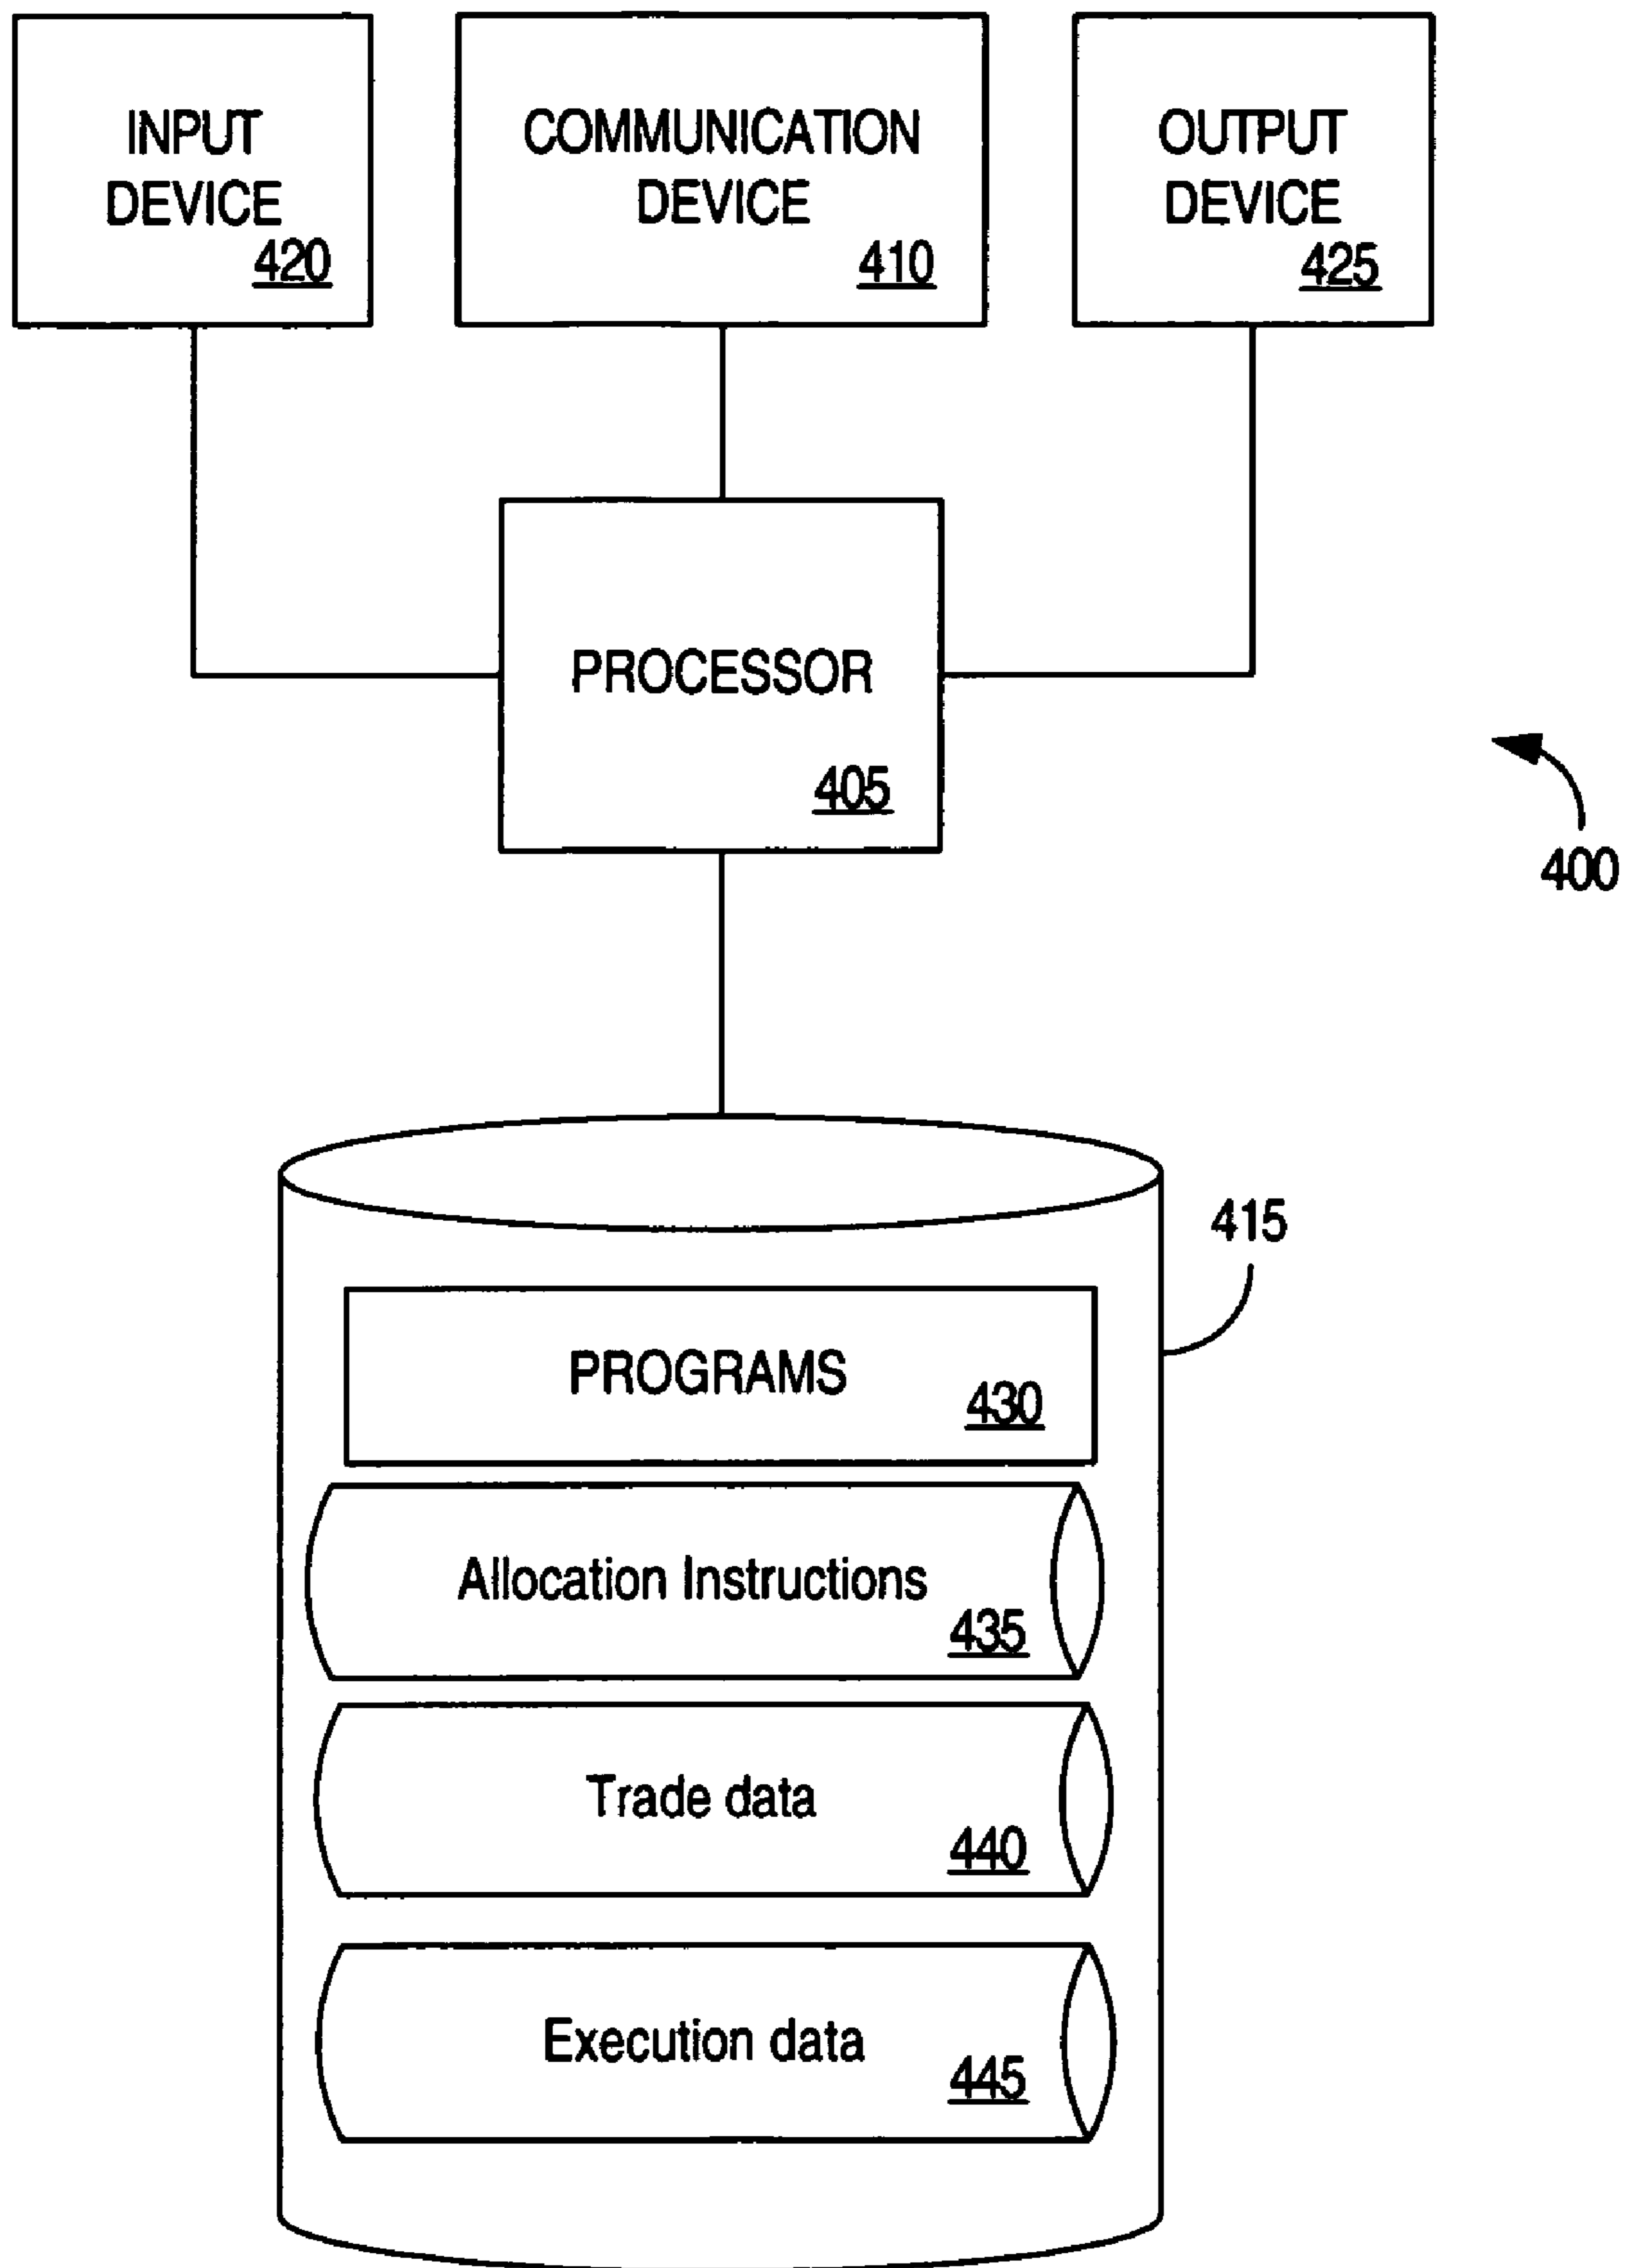 INPUT
DEVICE
420
COMMUNICATION
DEVICE
410
OUTPUT
DEVICE
425
PROCESSOR
405
400
415
PROGRAMS
430
Allocation Instructions
435
Trade data
440
Execution data
445